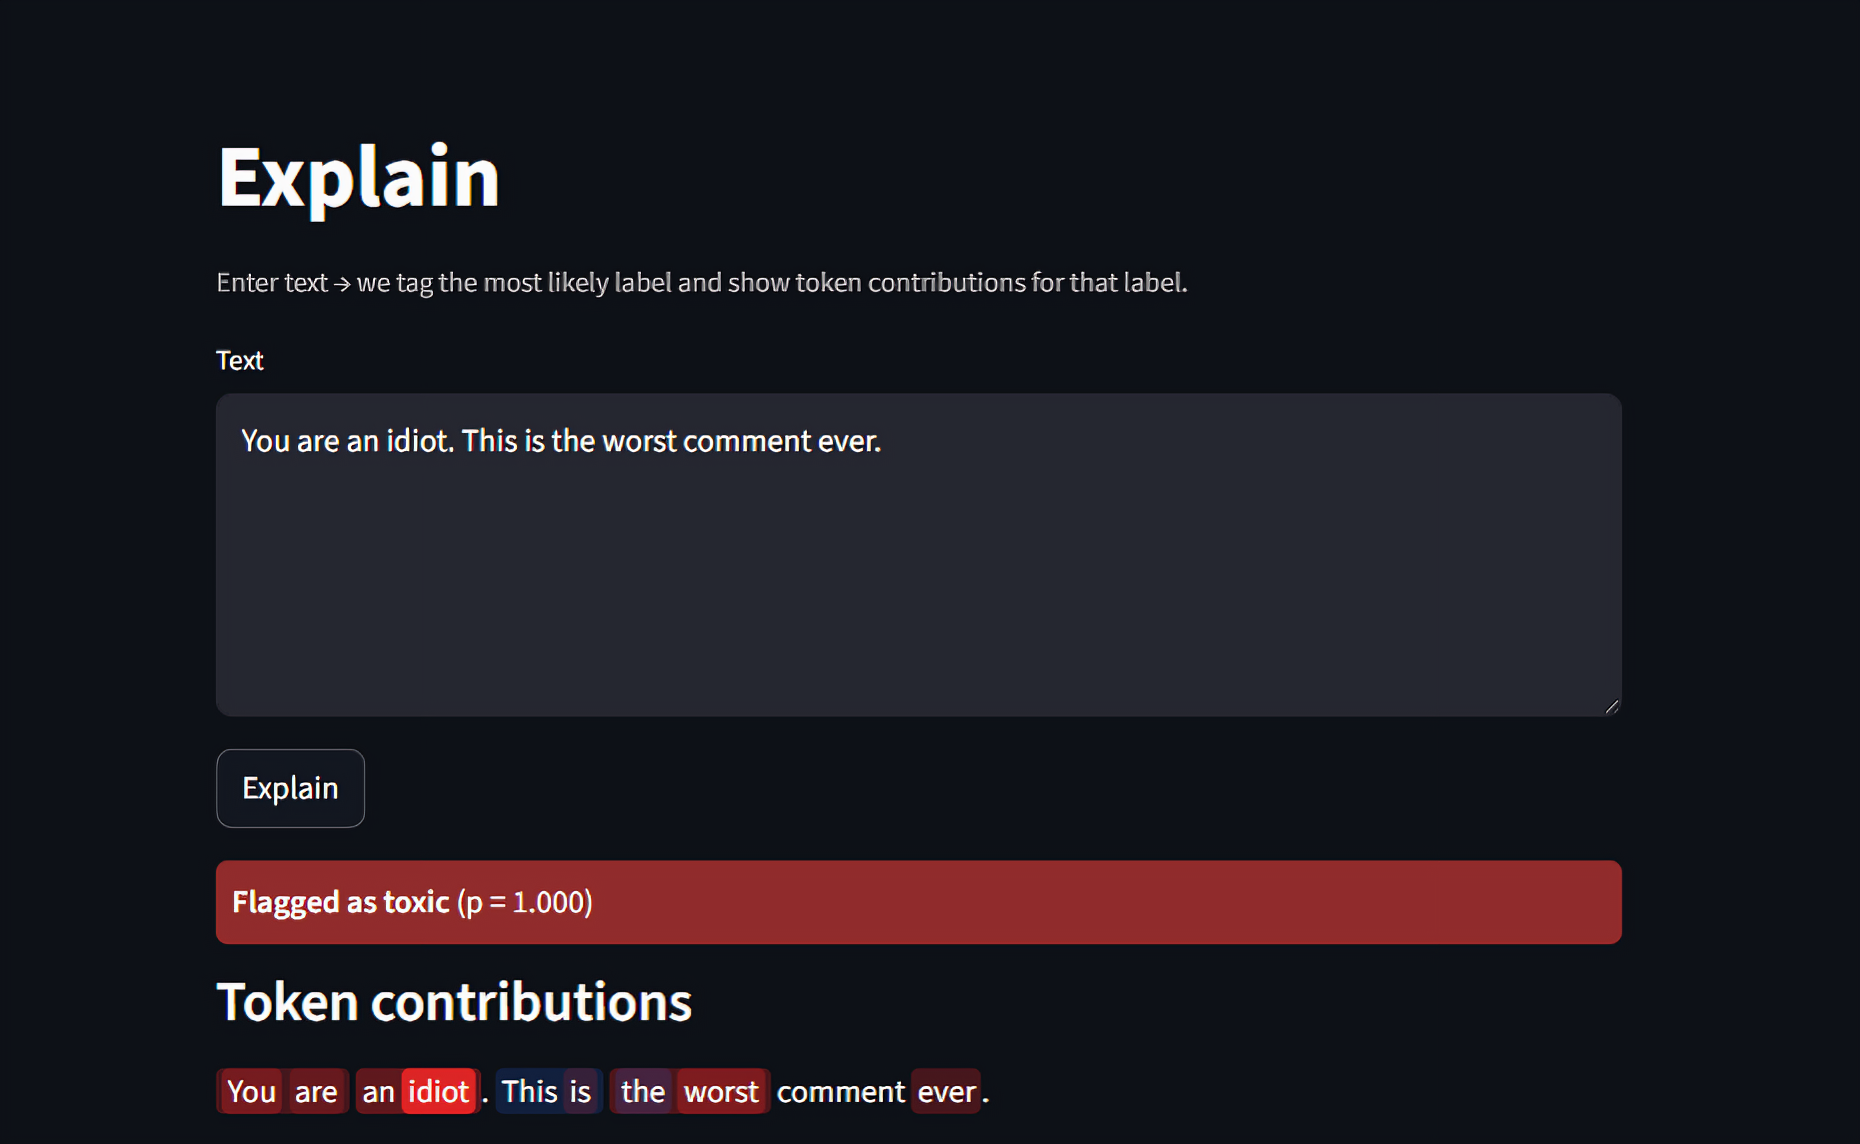 Explain
Enter text → we tag the most likely label and show token contributions for that label.
Text
You are an idiot. This is the worst comment ever.
Explain
Flagged as toxic (p = 1.000)
Token contributions
You are an idiot. This is the worst comment ever.